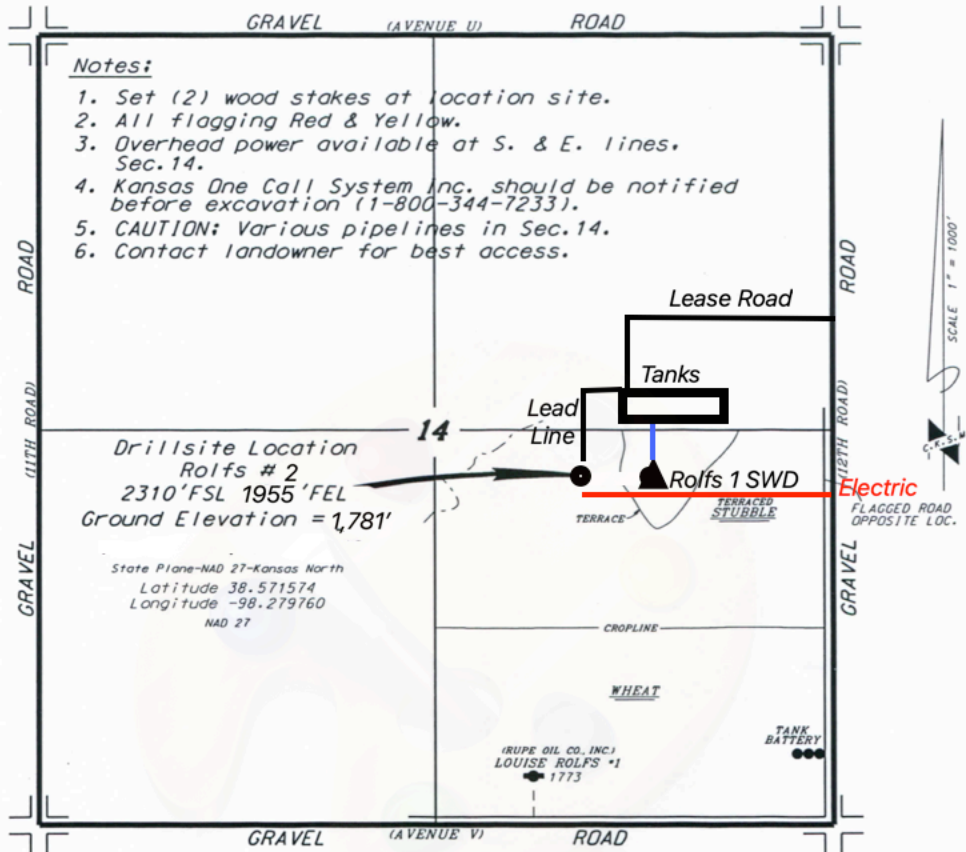 GRAVEL (AVENUE U) ROAD
Notes:
1. Set (2) wood stakes at location site.
2. All flagging Red & Yellow.
3. Overhead power available at S. & E. lines,
Sec.14.
4. Kansas One Call System Inc. should be notified
before excavation (1-800-344-7233).
5. CAUTION: Various pipelines in Sec.14.
6. Contact landowner for best access.
ROAD
(11TH ROAD)
GRAVEL
ROAD
(12TH ROAD)
GRAVEL
SCALE 1" = 1000'
C.K.S.M.
Lease Road
Tanks
Lead
Line
14
Drillsite Location
Rolfs # 2
2310'FSL 1955 'FEL
Ground Elevation = 1,781'
State Plane-NAD 27-Kansas North
Latitude 38.571574
Longitude -98.279760
NAD 27
Rolfs 1 SWD
Electric
TERRACE
TERRACED
STUBBLE
FLAGGED ROAD
OPPOSITE LOC.
CROPLINE
WHEAT
TANK
BATTERY
(RUPE OIL CO., INC.)
LOUISE ROLFS #1
1773
GRAVEL (AVENUE V) ROAD